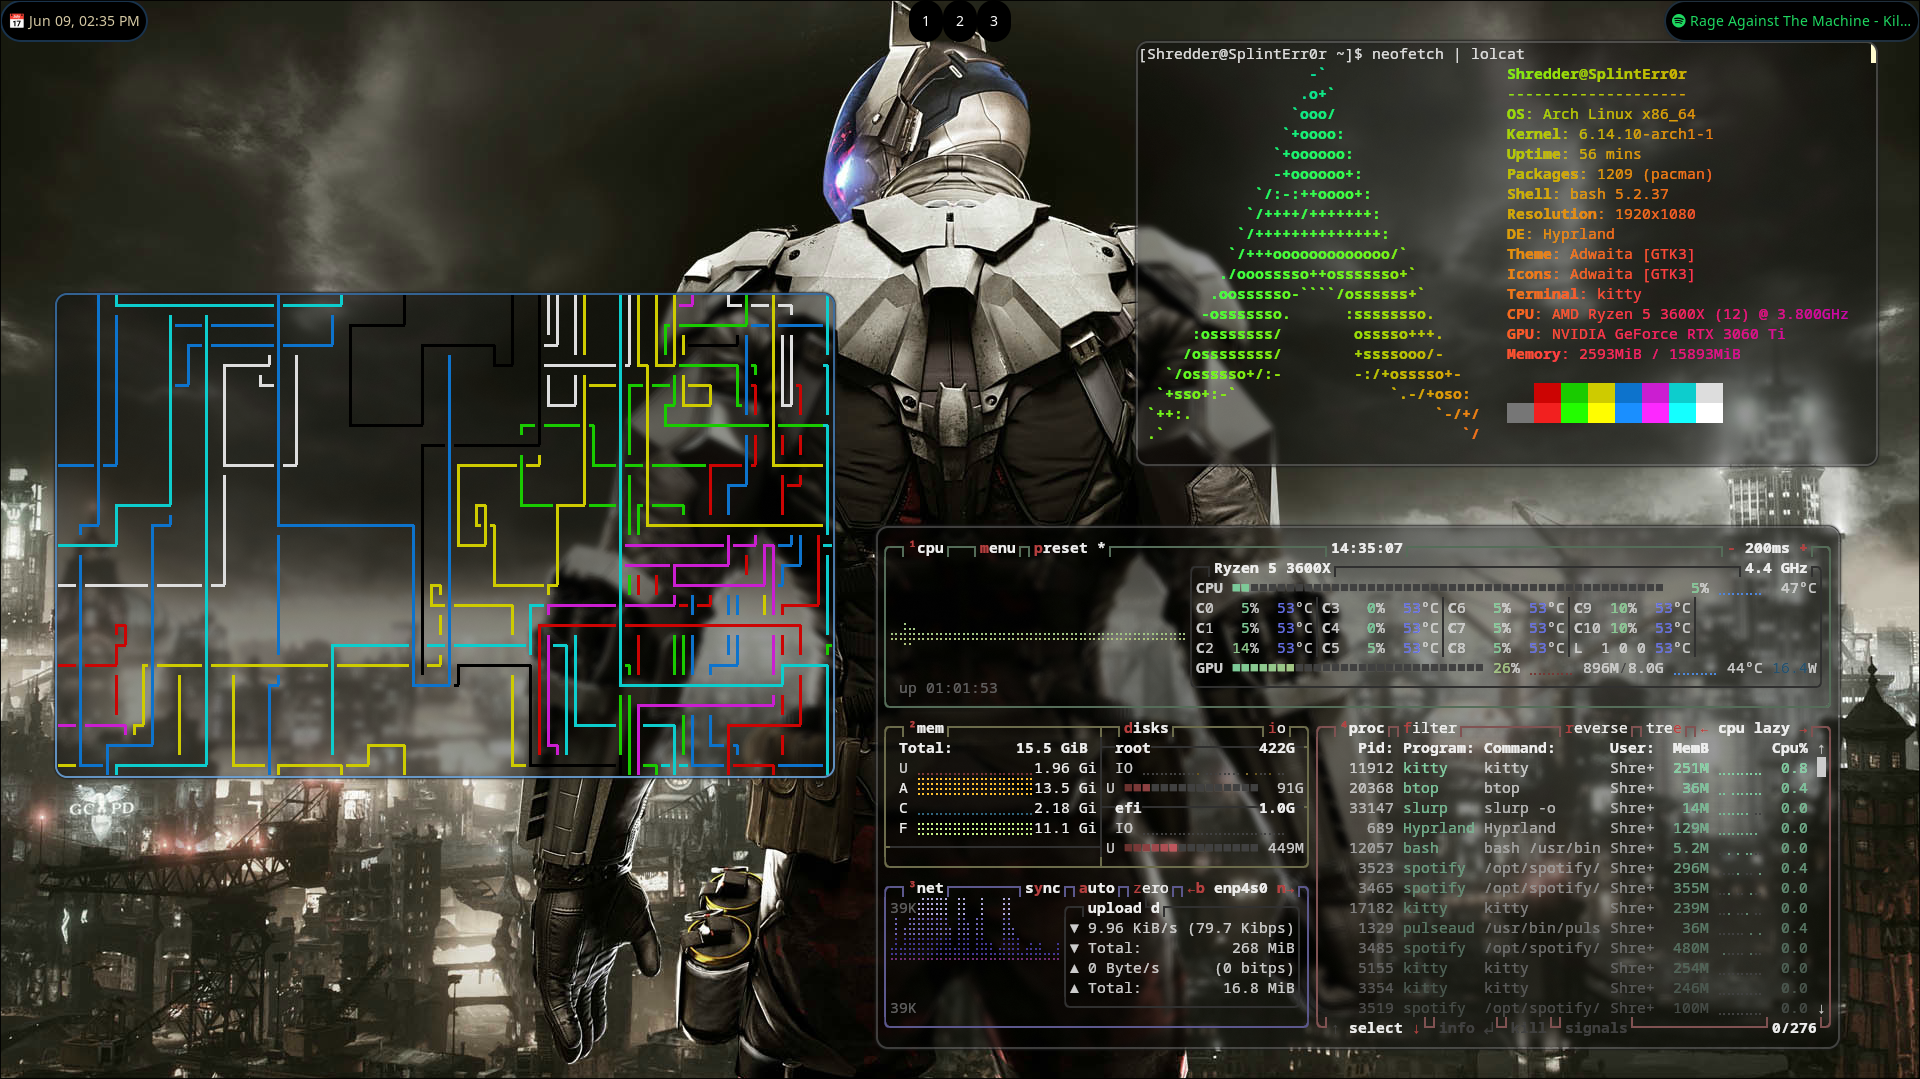 Jun 09, 02:35 PM
1 2 3
Rage Against The Machine - Kil...
[Shredder@SplintErr0r ~]$ neofetch | lolcat
Shredder@SplintErr0r
--------------------
OS: Arch Linux x86_64
Kernel: 6.14.10-arch1-1
Uptime: 56 mins
Packages: 1209 (pacman)
Shell: bash 5.2.37
Resolution: 1920x1080
DE: Hyprland
Theme: Adwaita [GTK3]
Icons: Adwaita [GTK3]
Terminal: kitty
CPU: AMD Ryzen 5 3600X (12) @ 3.800GHz
GPU: NVIDIA GeForce RTX 3060 Ti
Memory: 2593MiB / 15893MiB
GC PD
1cpu menu preset * 14:35:07 - 200ms +
Ryzen 5 3600X 4.4 GHz
CPU 5% 47°C
C0 5% 53°C C3 0% 53°C C6 5% 53°C C9 10% 53°C
C1 5% 53°C C4 0% 53°C C7 5% 53°C C10 10% 53°C
C2 14% 53°C C5 5% 53°C C8 5% 53°C L 1 0 0 53°C
GPU 26% 896M/8.0G 44°C W
up 01:01:53
2mem disks io
Total: 15.5 GiB root 422G
U 1.96 Gi IO
A 13.5 Gi U 91G
C 2.18 Gi efi 1.0G
F 11.1 Gi IO
U 449M
3net sync auto zero ←b enp4s0 n→
39K upload d
▼ 9.96 KiB/s (79.7 Kibps)
▼ Total: 268 MiB
▲ 0 Byte/s (0 bitps)
▲ Total: 16.8 MiB
39K
proc filter reverse tree ← cpu lazy →
Pid: Program: Command: User: MemB Cpu% ↑
11912 kitty kitty Shre+ 251M 0.8
20368 btop btop Shre+ 36M 0.4
33147 slurp slurp -o Shre+ 14M 0.0
689 Hyprland Hyprland Shre+ 129M 0.0
12057 bash bash /usr/bin Shre+ 5.2M 0.0
3523 spotify /opt/spotify/ Shre+ 296M 0.4
3465 spotify /opt/spotify/ Shre+ 355M 0.0
17182 kitty kitty Shre+ 239M 0.0
1329 pulseaud /usr/bin/puls Shre+ 36M 0.4
3485 spotify /opt/spotify/ Shre+ 480M 0.0
5155 kitty kitty Shre+ 254M 0.0
3354 kitty kitty Shre+ 246M 0.0
3519 spotify /opt/spotify/ Shre+ 100M 0.0 ↓
↑ select ↓ info ↵ kill signals 0/276